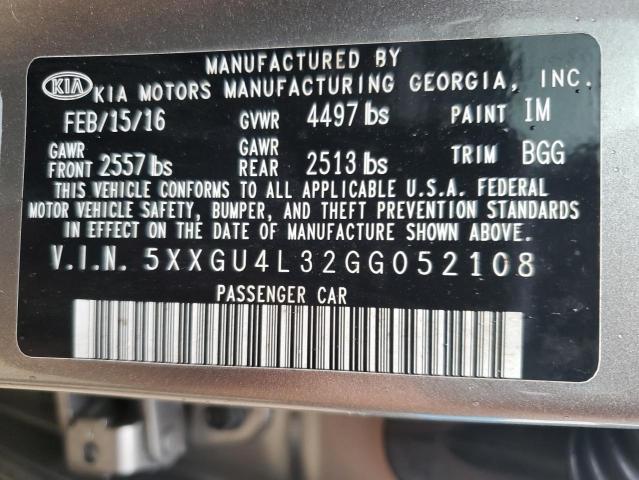 MANUFACTURED BY
KIA KIA MOTORS MANUFACTURING GEORGIA, INC.
FEB/15/16 GVWR 4497 lbs PAINT IM
GAWR FRONT 2557 lbs GAWR REAR 2513 lbs TRIM BGG
THIS VEHICLE CONFORMS TO ALL APPLICABLE U.S.A. FEDERAL
MOTOR VEHICLE SAFETY, BUMPER, AND THEFT PREVENTION STANDARDS
IN EFFECT ON THE DATE OF MANUFACTURE SHOWN ABOVE.
V.I.N. 5XXGU4L32GG052108
PASSENGER CAR